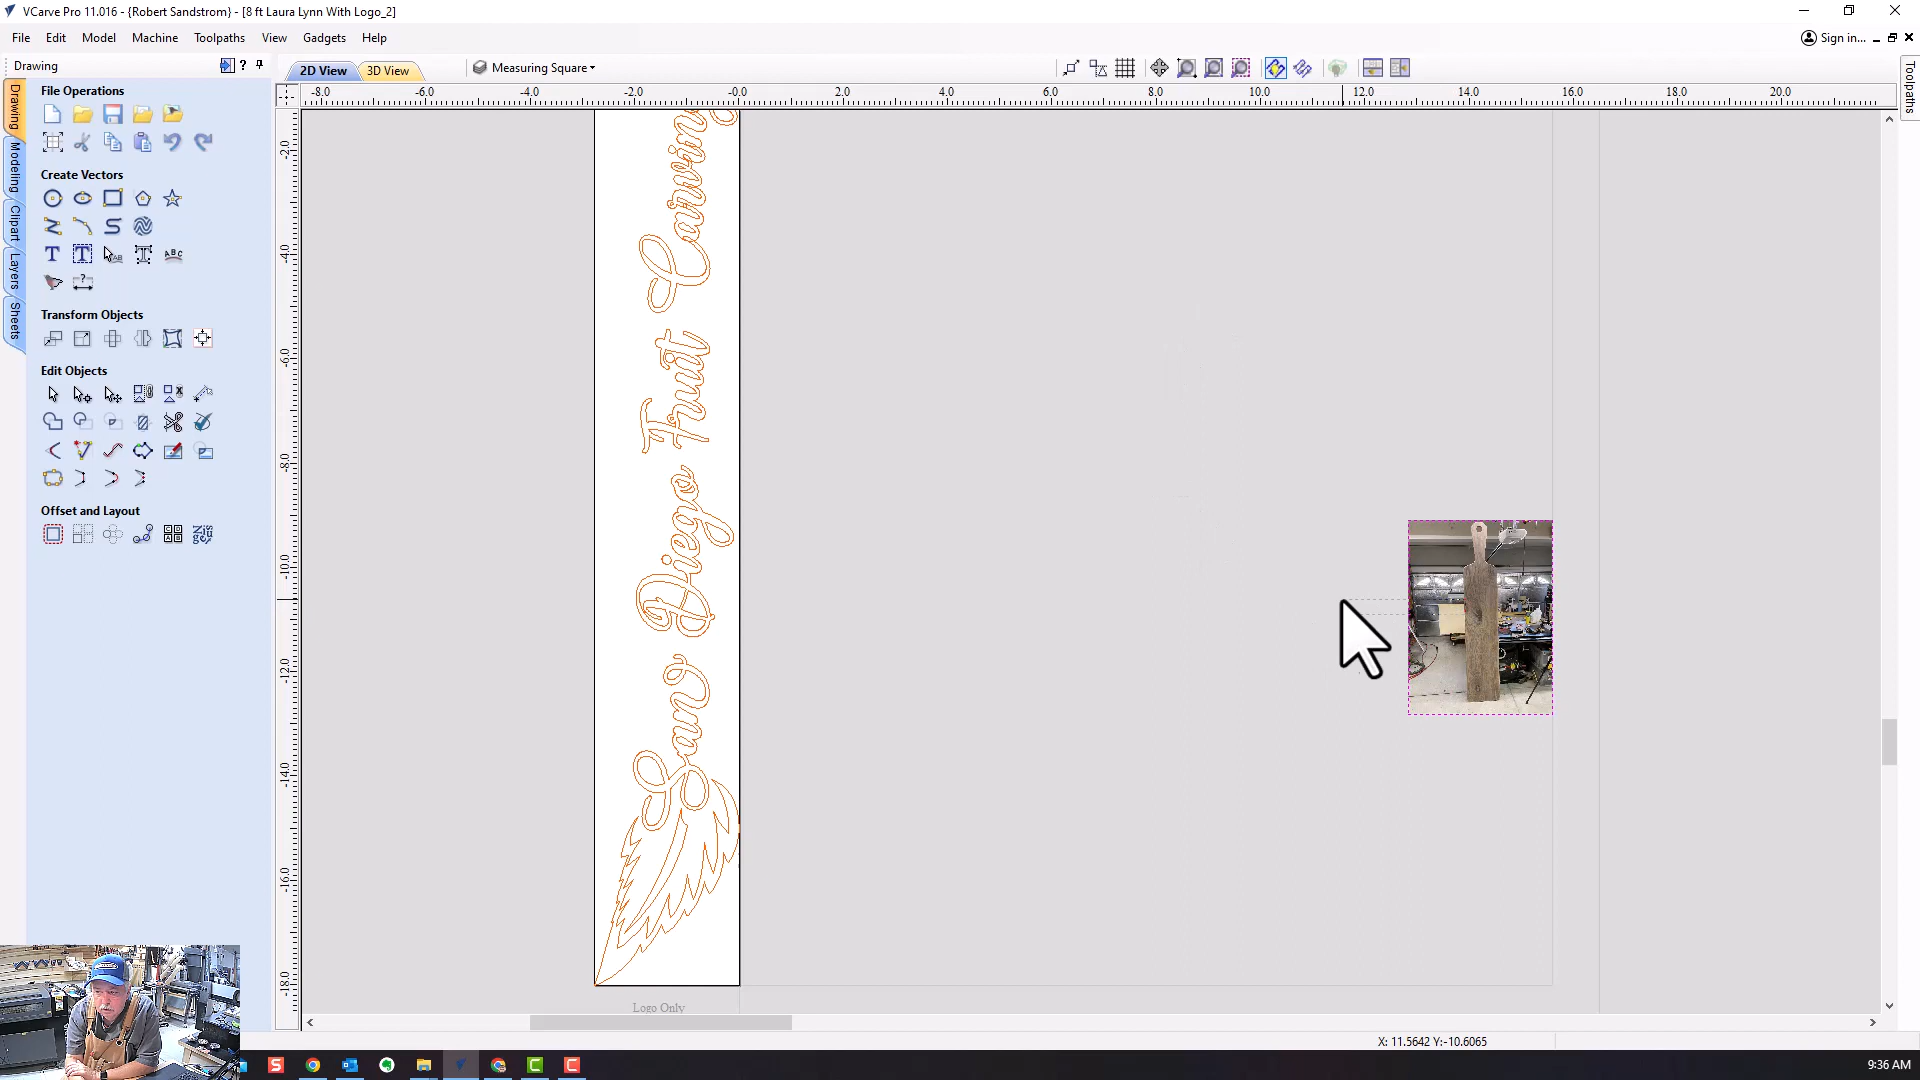 VCarve Pro 11.016 - {Robert Sandstrom} - [8 ft Laura Lynn With Logo_2]
File Edit Model Machine Toolpaths View Gadgets Help
Sign in...
Drawing
2D View 3D View Measuring Square
Toolpaths
Drawing
Modeling
Clipart
Layers
Sheets
File Operations
Create Vectors
Transform Objects
Edit Objects
Offset and Layout
-8.0 -6.0 -4.0 -2.0 -0.0 2.0 4.0 6.0 8.0 10.0 12.0 14.0 16.0 18.0 20.0
-2.0
-4.0
-6.0
-8.0
-10.0
-12.0
-14.0
-16.0
-18.0
San Diego Fruit Carving
Logo Only
X: 11.5642 Y:-10.6065
9:36 AM